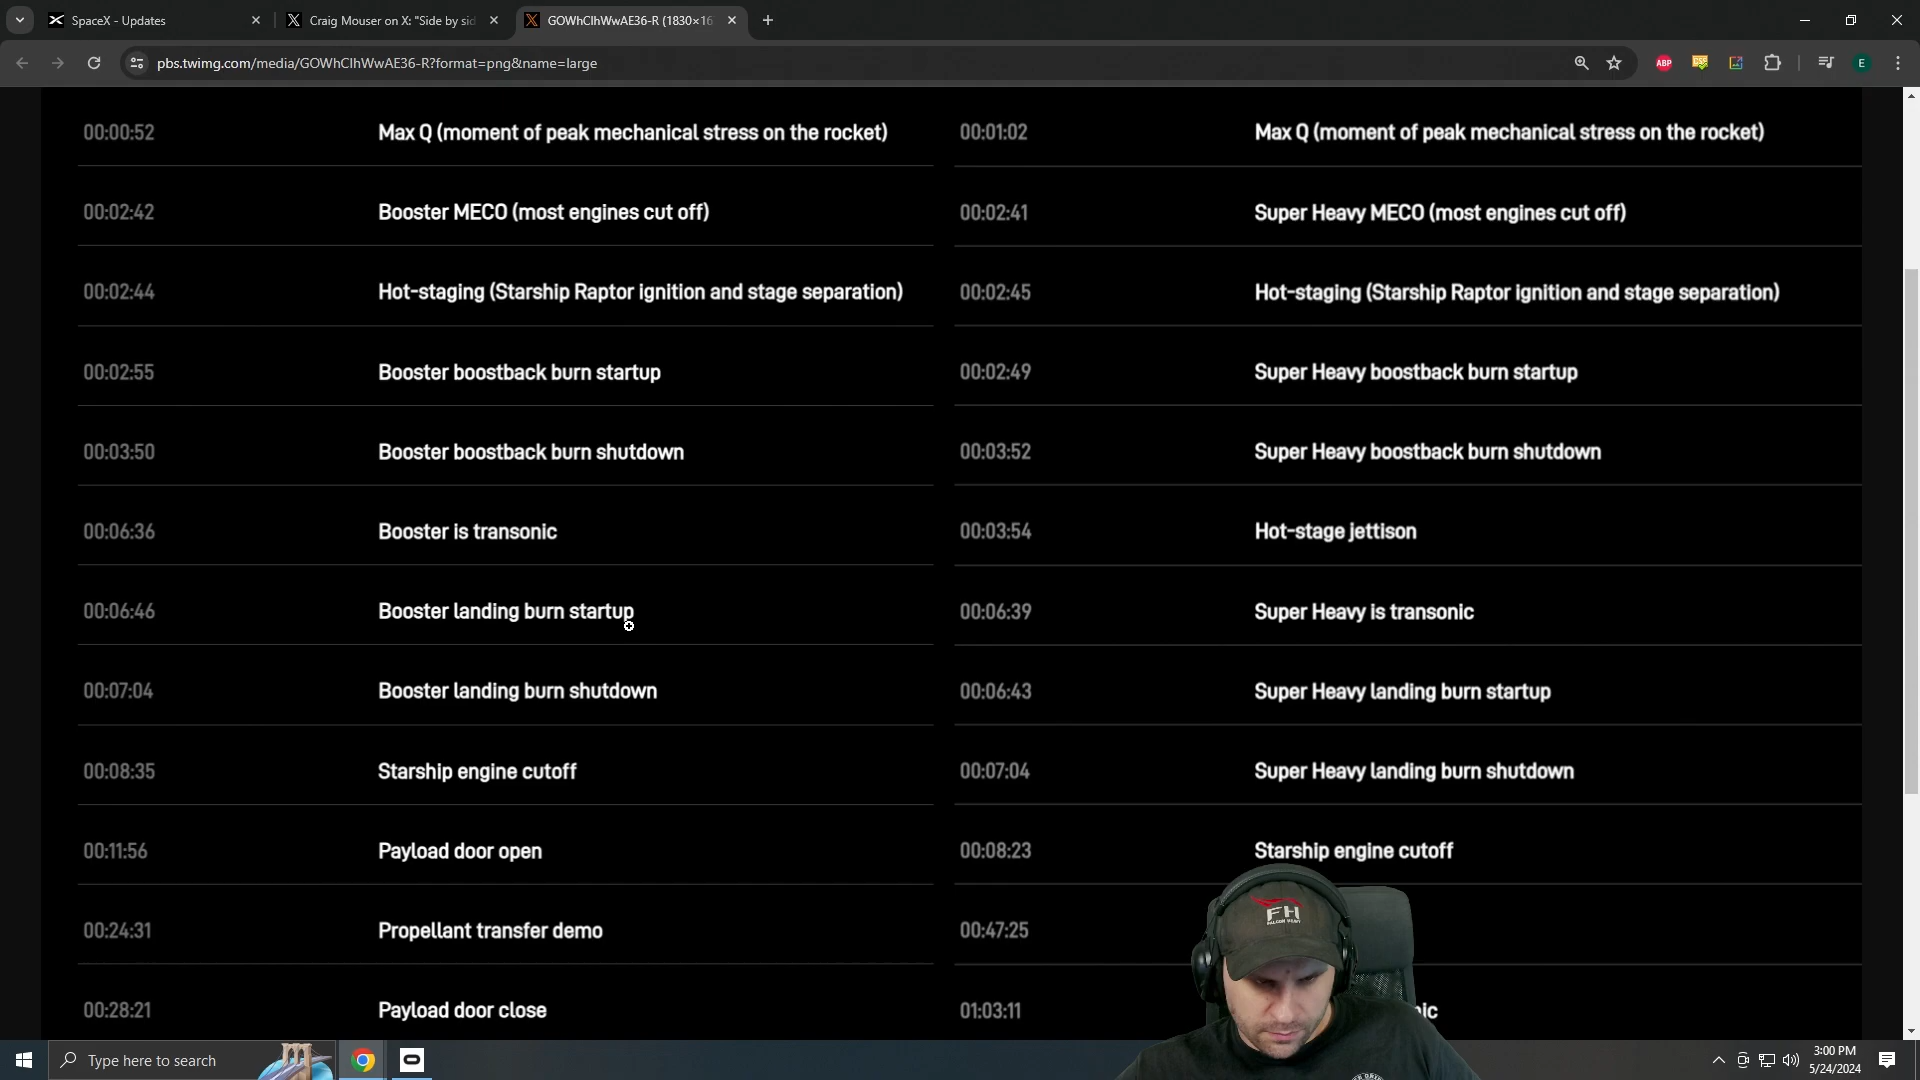 SpaceX - Updates
Craig Mouser on X: "Side by sid
GOWhClhWwAE36-R (1830×16
pbs.twimg.com/media/GOWhClhWwAE36-R?format=png&name=large
ABP
E
00:00:52 Max Q (moment of peak mechanical stress on the rocket) 00:01:02 Max Q (moment of peak mechanical stress on the rocket)
00:02:42 Booster MECO (most engines cut off) 00:02:41 Super Heavy MECO (most engines cut off)
00:02:44 Hot-staging (Starship Raptor ignition and stage separation) 00:02:45 Hot-staging (Starship Raptor ignition and stage separation)
00:02:55 Booster boostback burn startup 00:02:49 Super Heavy boostback burn startup
00:03:50 Booster boostback burn shutdown 00:03:52 Super Heavy boostback burn shutdown
00:06:36 Booster is transonic 00:03:54 Hot-stage jettison
00:06:46 Booster landing burn startup 00:06:39 Super Heavy is transonic
00:07:04 Booster landing burn shutdown 00:06:43 Super Heavy landing burn startup
00:08:35 Starship engine cutoff 00:07:04 Super Heavy landing burn shutdown
00:11:56 Payload door open 00:08:23 Starship engine cutoff
00:24:31 Propellant transfer demo 00:47:25
00:28:21 Payload door close 01:03:11 ic
FH
FALCON HEAVY
Type here to search
3:00 PM
5/24/2024